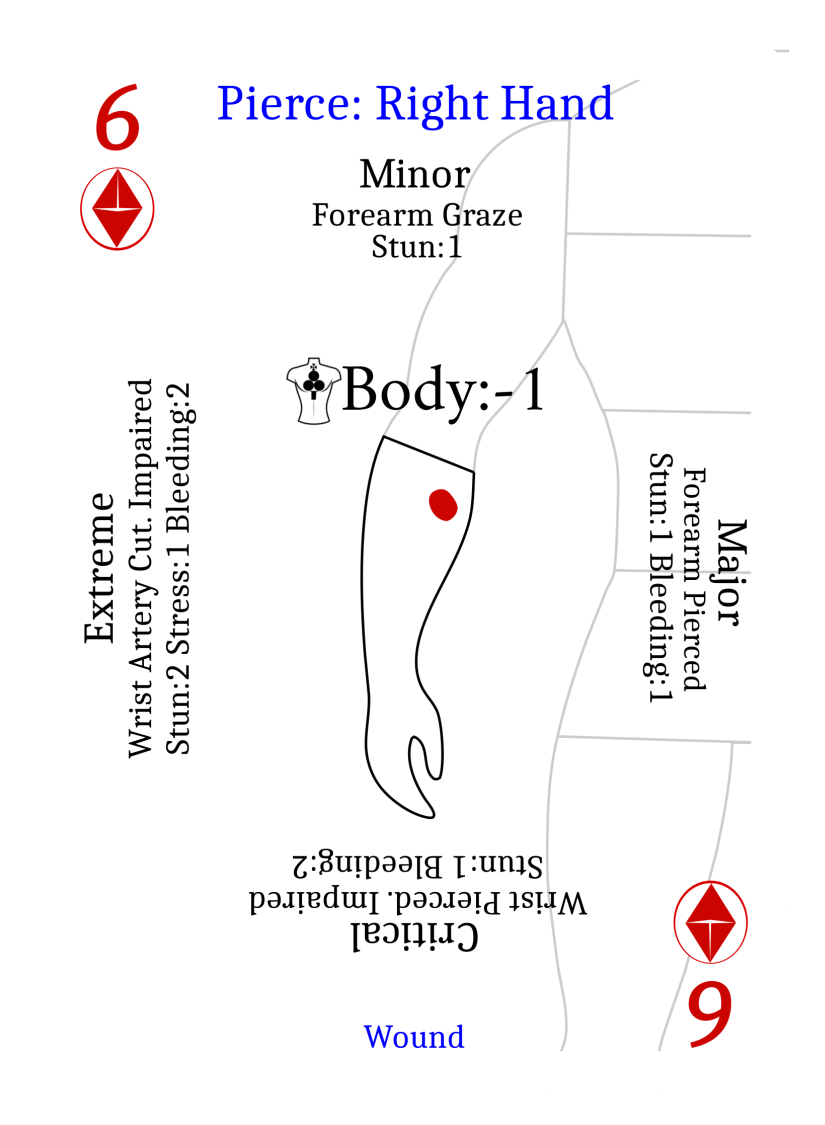 6
Pierce: Right Hand
Minor
Forearm Graze
Stun:1
Body:-1
Major
Forearm Pierced
Stun:1 Bleeding:1
Critical
Wrist Pierced. Impaired
Stun:1 Bleeding:2
Extreme
Wrist Artery Cut. Impaired
Stun:2 Stress:1 Bleeding:2
Wound
6